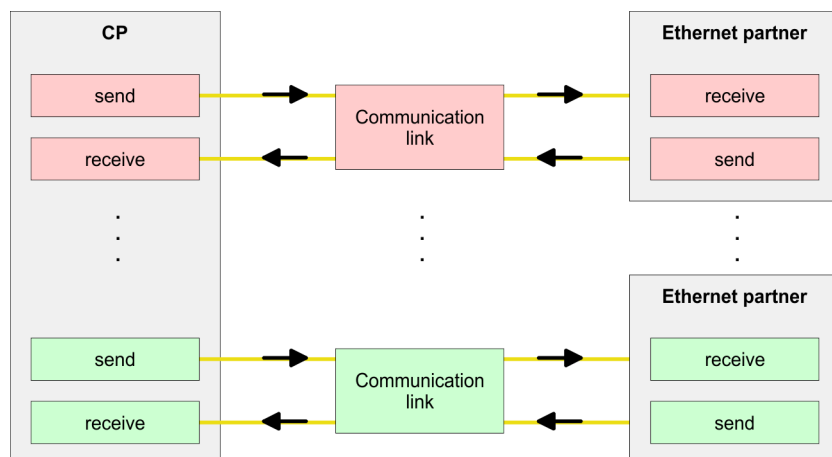 CP
Ethernet partner
send
receive
Communication
link
receive
send
.
.
.
.
.
.
.
.
.
Ethernet partner
send
receive
Communication
link
receive
send